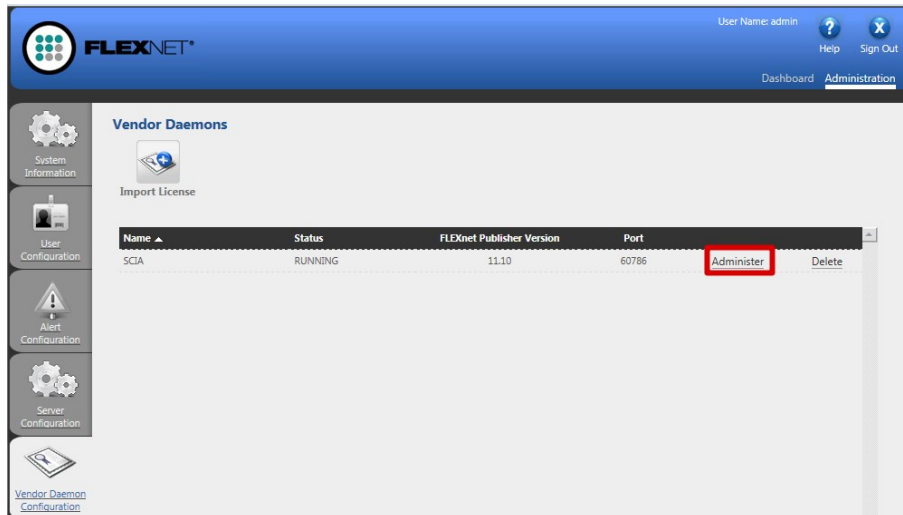 User Name: admin
FLEXNET®
Help
Sign Out
Dashboard
Administration
System
Information
User
Configuration
Alert
Configuration
Server
Configuration
Vendor Daemon
Configuration
Vendor Daemons
Import License
Name Status FLEXnet Publisher Version Port
SCIA RUNNING 11.10 60786 Administer Delete